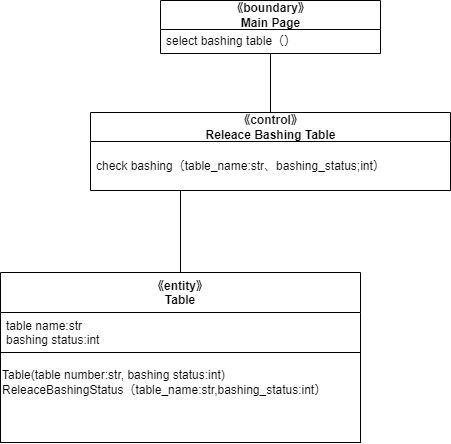 《boundary》
Main Page
select bashing table（）
《control》
Releace Bashing Table
check bashing（table_name:str、bashing_status;int）
《entity》
Table
table name:str
bashing status:int
Table(table number:str, bashing status:int)
ReleaceBashingStatus（table_name:str,bashing_status:int）